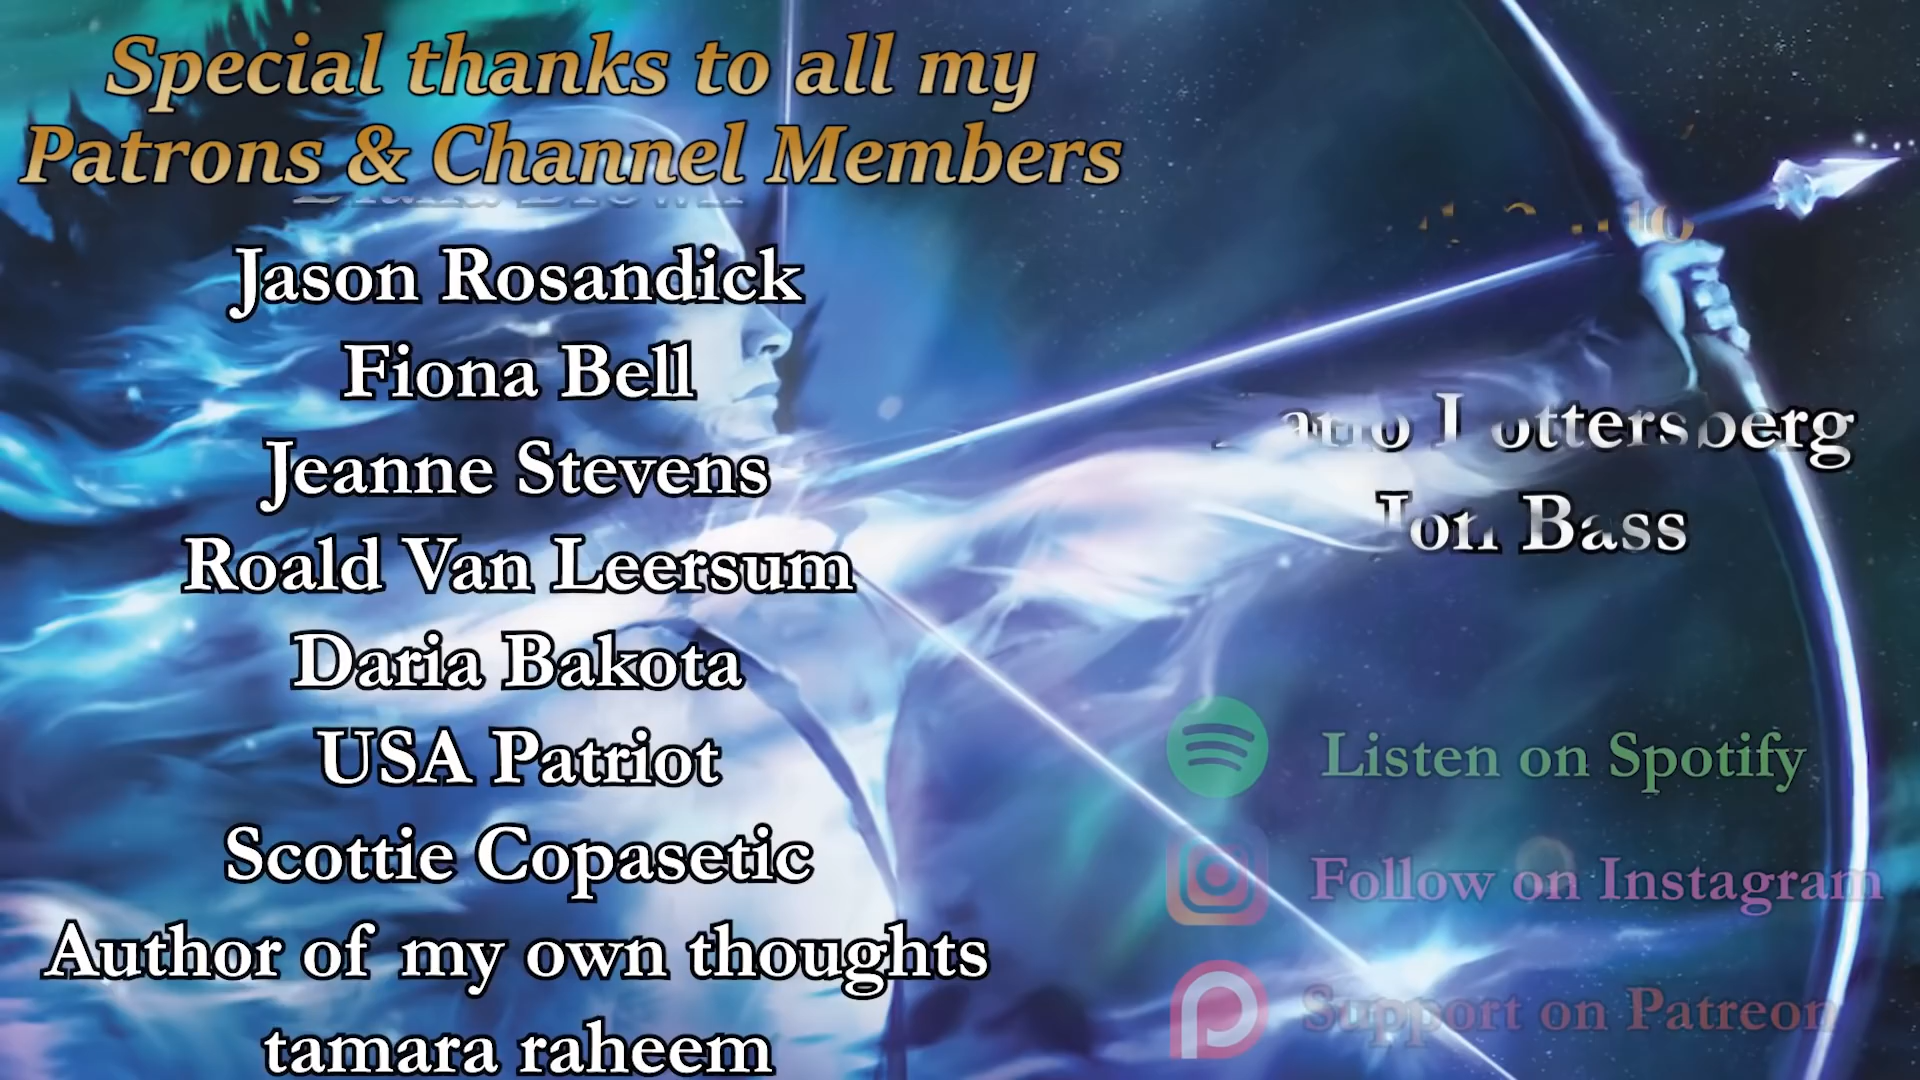 Special thanks to all my
Patrons & Channel Members
Jason Rosandick
Fiona Bell
Jeanne Stevens
Roald Van Leersum
Daria Bakota
USA Patriot
Scottie Copasetic
Author of my own thoughts
tamara raheem
Jon Bass
Listen on Spotify
Follow on Instagram
Support on Patreon